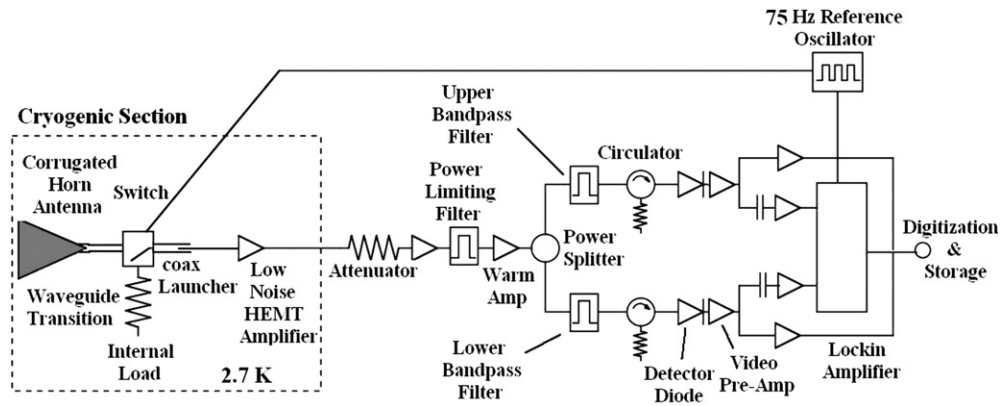 75 Hz Reference
Oscillator
Cryogenic Section
Corrugated
Horn
Antenna
Switch
Upper
Bandpass
Filter
Circulator
Power
Limiting
Filter
Attenuator
Warm
Amp
Power
Splitter
Digitization
&
Storage
coax
Launcher
Waveguide
Transition
Low
Noise
HEMT
Amplifier
Internal
Load
2.7 K
Lower
Bandpass
Filter
Detector
Diode
Video
Pre-Amp
Lockin
Amplifier